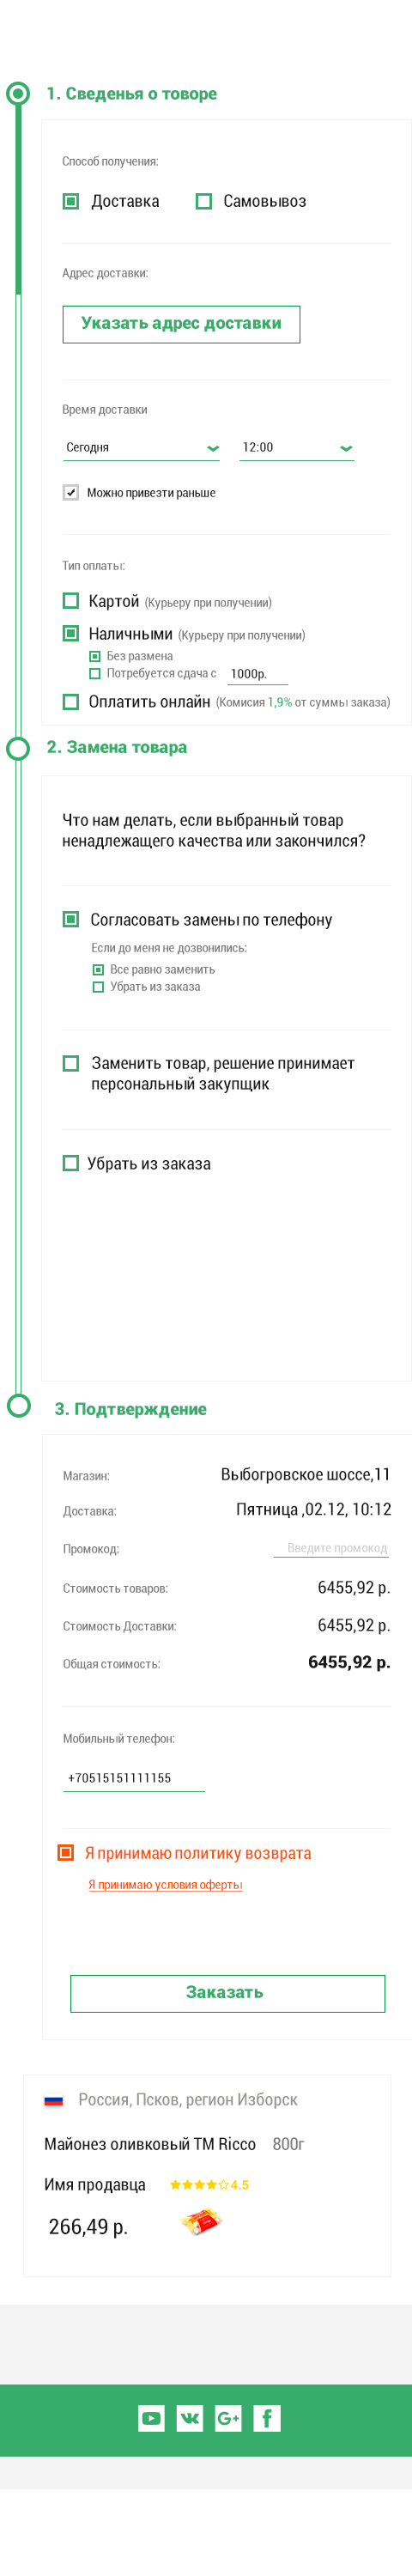 1. Сведенья о товоре
Способ получения:
Доставка Самовывоз
Адрес доставки:
Указать адрес доставки
Время доставки
Сегодня 12:00
Можно привезти раньше
Тип оплаты:
Картой (Курьеру при получении)
Наличными (Курьеру при получении)
Без размена
Потребуется сдача с 1000р.
Оплатить онлайн (Комисия 1,9% от суммы заказа)
2. Замена товара
Что нам делать, если выбранный товар
ненадлежащего качества или закончился?
Согласовать замены по телефону
Если до меня не дозвонились:
Все равно заменить
Убрать из заказа
Заменить товар, решение принимает
персональный закупщик
Убрать из заказа
3. Подтверждение
Магазин: Выбогровское шоссе,11
Доставка: Пятница ,02.12, 10:12
Промокод: Введите промокод
Стоимость товаров: 6455,92 р.
Стоимость Доставки: 6455,92 р.
Общая стоимость: 6455,92 р.
Мобильный телефон:
+70515151111155
Я принимаю политику возврата
Я принимаю условия оферты
Заказать
Россия, Псков, регион Изборск
Майонез оливковый ТМ Ricco 800г
Имя продавца 4.5
266,49 р.